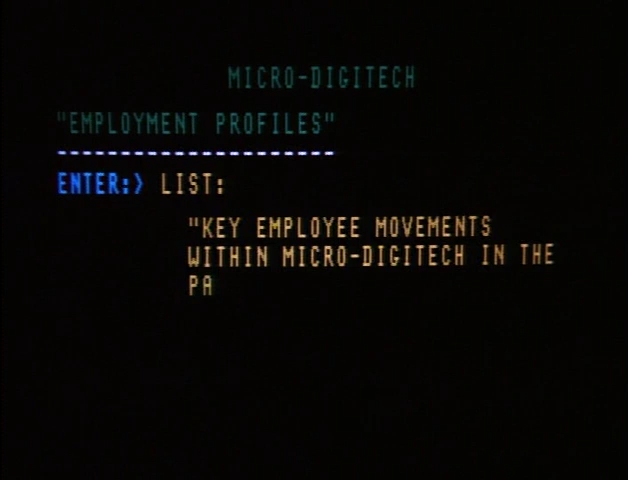 MICRO-DIGITECH
"EMPLOYMENT PROFILES"
ENTER:> LIST:
"KEY EMPLOYEE MOVEMENTS
WITHIN MICRO-DIGITECH IN THE
PA